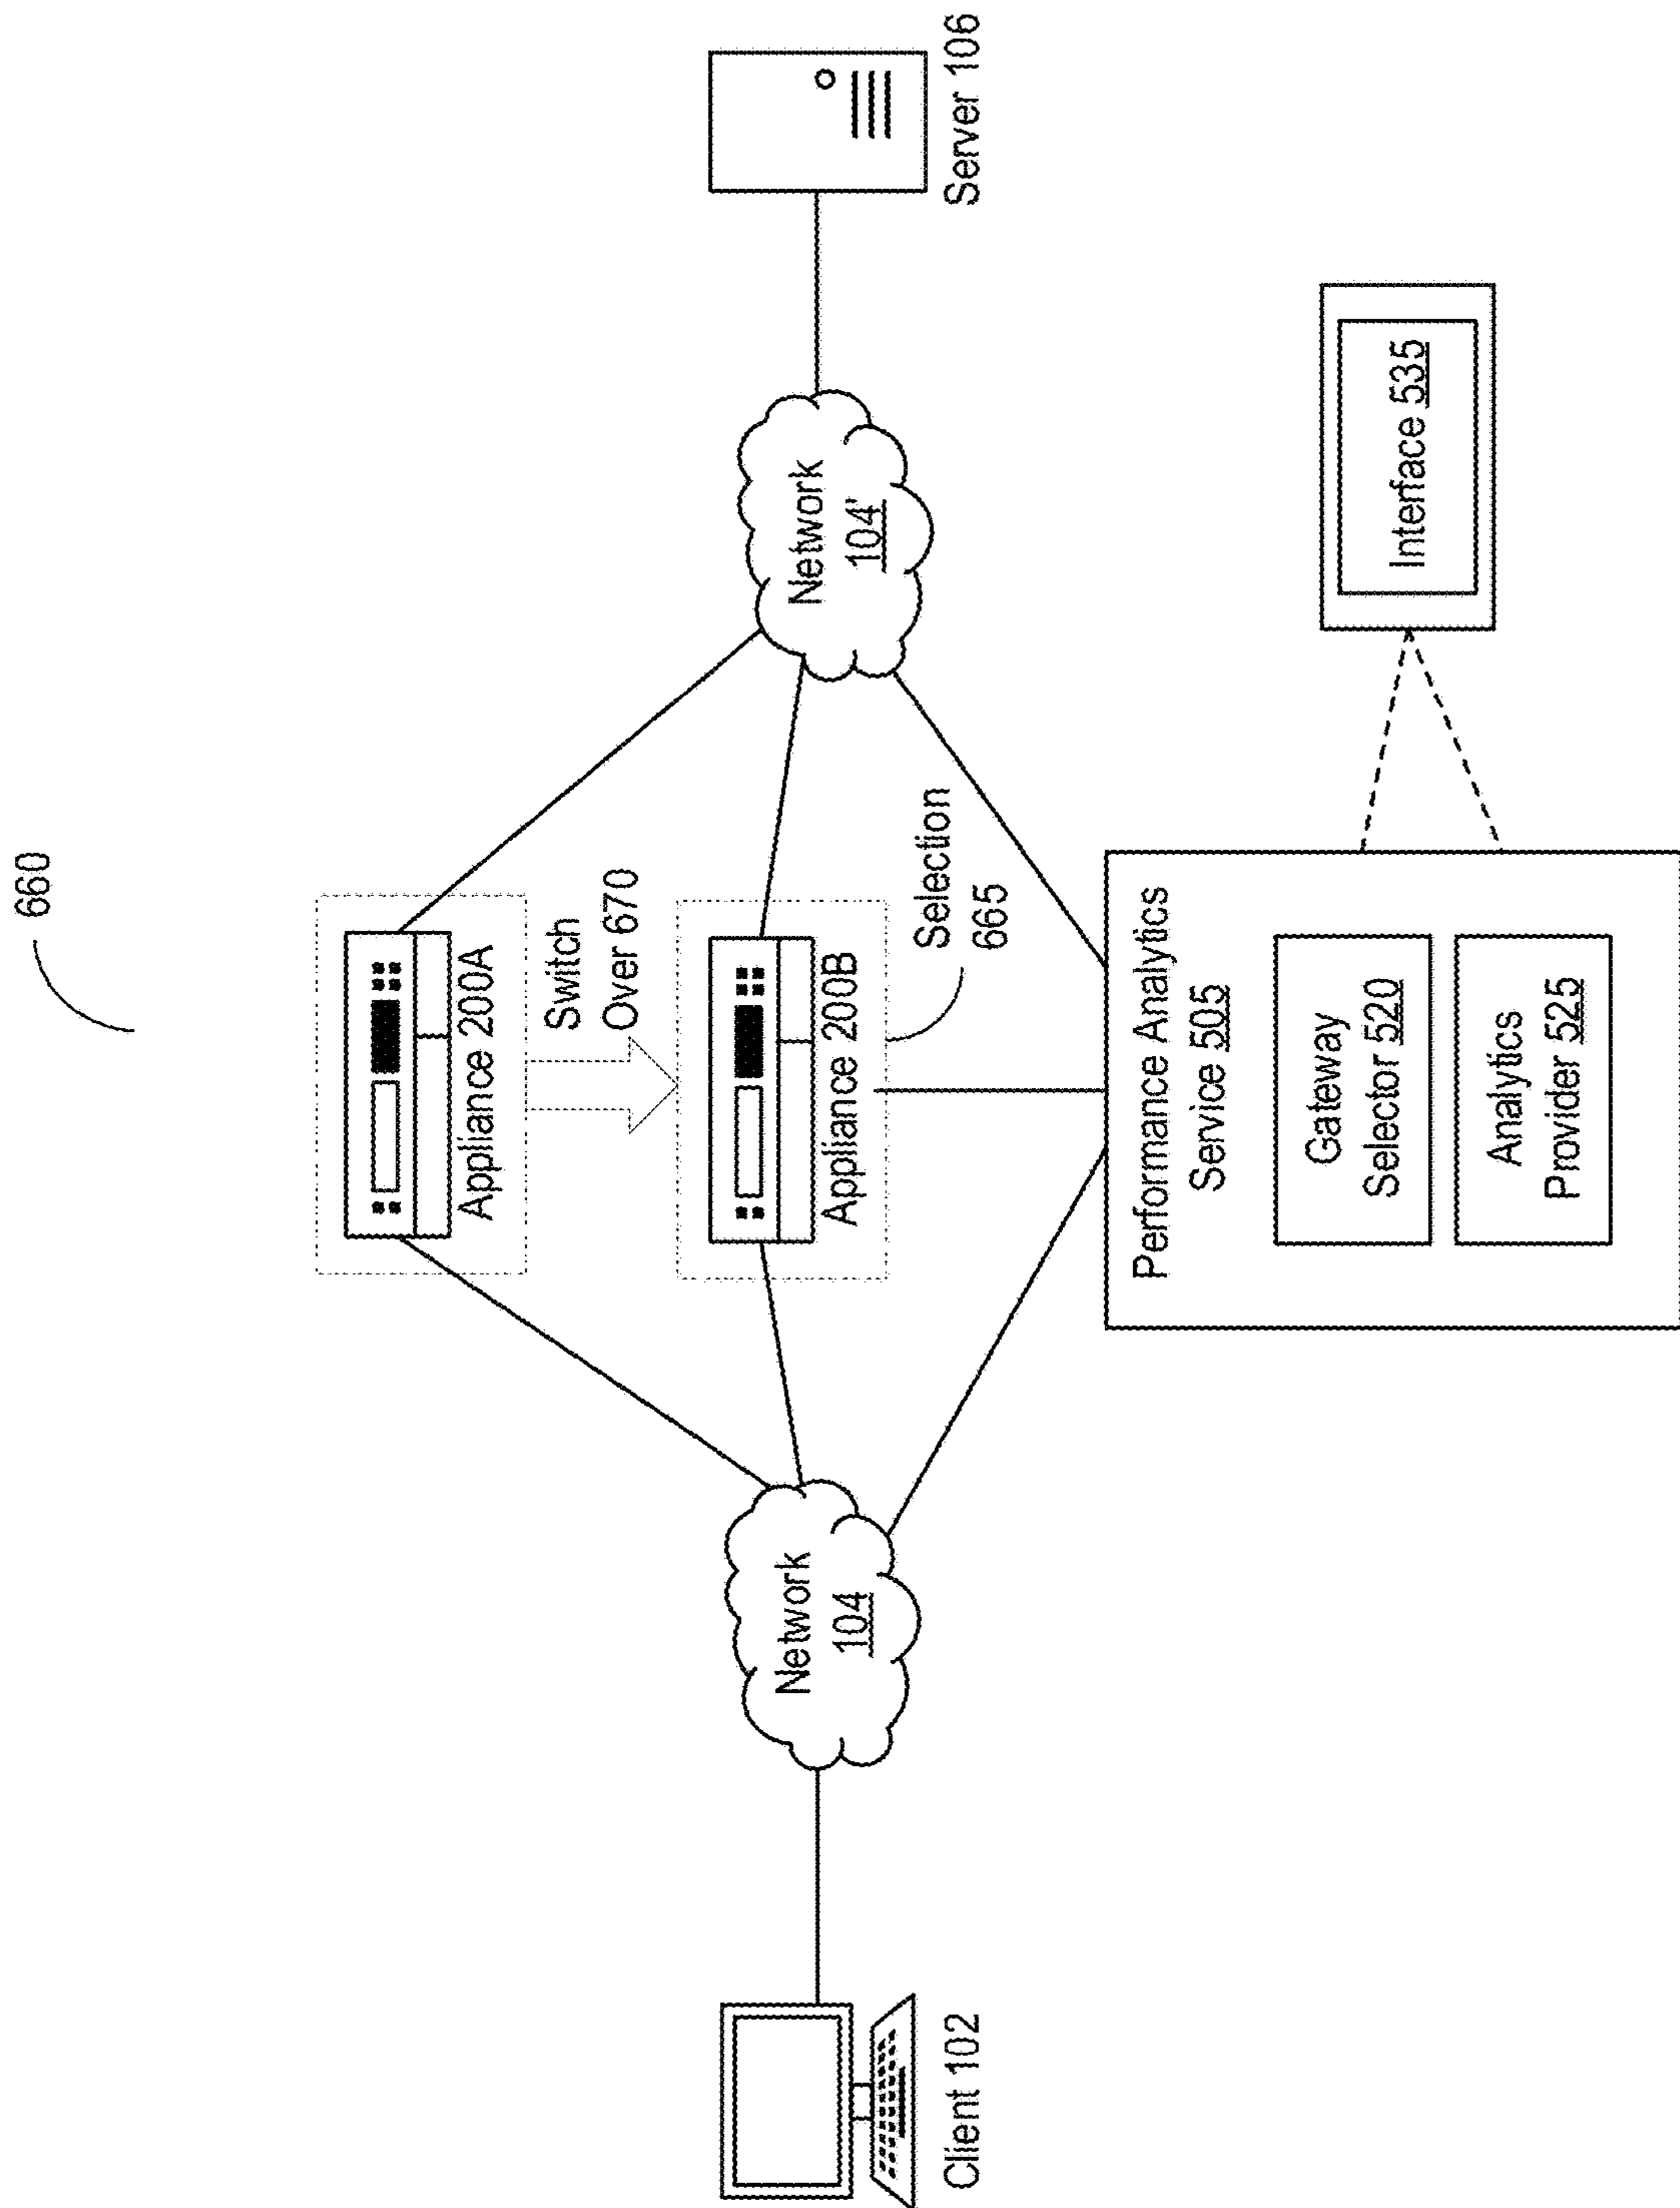 660
Appliance 200A
Switch
Over 670
Appliance 200B
Selection
665
Client 102
Network
104
Network
104'
Server 106
Performance Analytics
Service 505
Gateway
Selector 520
Analytics
Provider 525
Interface 535